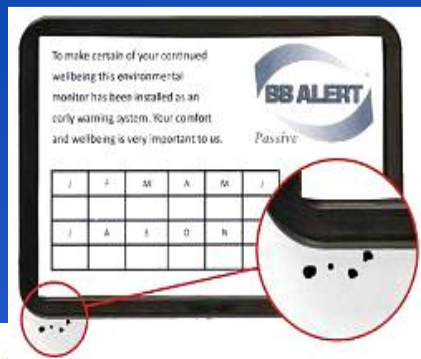 To make certain of your continued
wellbeing this environmental
monitor has been installed as an
early warning system. Your comfort
and wellbeing is very important to us.
BB ALERT
Passive
J F M A M J
J A S O N